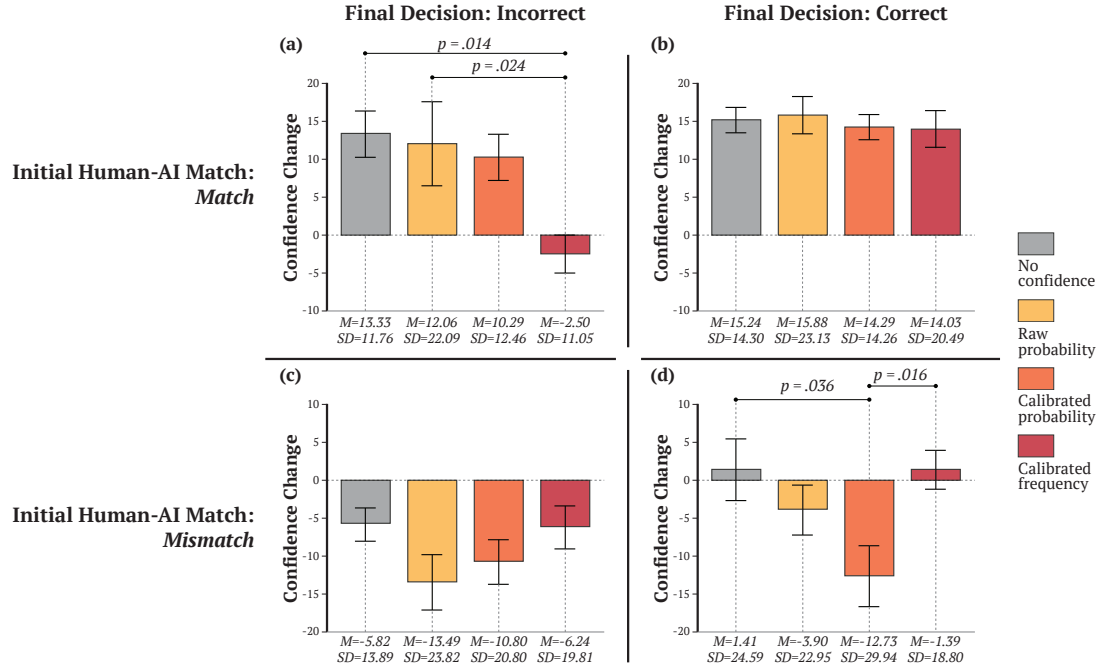 Final Decision: Incorrect
Final Decision: Correct
(a)
p = .014
p = .024
20
15
10
5
0
-5
-10
Confidence Change
M=13.33
SD=11.76
M=12.06
SD=22.09
M=10.29
SD=12.46
M=-2.50
SD=11.05
(b)
20
15
10
5
0
-5
-10
Confidence Change
M=15.24
SD=14.30
M=15.88
SD=23.13
M=14.29
SD=14.26
M=14.03
SD=20.49
Initial Human-AI Match:
Match
(c)
10
5
0
-5
-10
-15
-20
Confidence Change
M=-5.82
SD=13.89
M=-13.49
SD=23.82
M=-10.80
SD=20.80
M=-6.24
SD=19.81
(d)
p = .036
p = .016
10
5
0
-5
-10
-15
-20
Confidence Change
M=1.41
SD=24.59
M=-3.90
SD=22.95
M=-12.73
SD=29.94
M=-1.39
SD=18.80
Initial Human-AI Match:
Mismatch
No
confidence
Raw
probability
Calibrated
probability
Calibrated
frequency